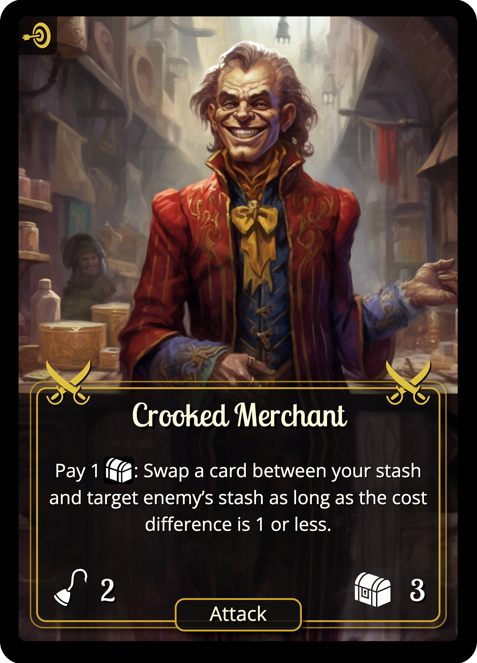 Crooked Merchant
Pay 1 : Swap a card between your stash
and target enemy’s stash as long as the cost
difference is 1 or less.
2
3
Attack